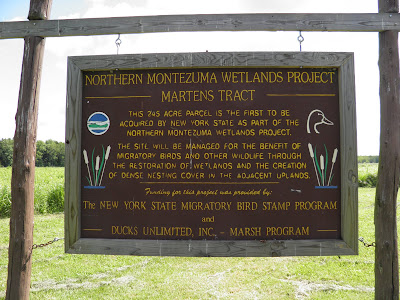 NORTHERN MONTEZUMA WETLANDS PROJECT
MARTENS TRACT
THIS 745 ACRE PARCEL IS THE FIRST TO BE
ACQUIRED BY NEW YORK STATE AS PART OF THE
NORTHERN MONTEZUMA WETLANDS PROJECT.
THE SITE WILL BE MANAGED FOR THE BENEFIT OF
MIGRATORY BIRDS AND OTHER WILDLIFE THROUGH
THE RESTORATION OF WETLANDS AND THE CREATION
OF DENSE NESTING COVER IN THE ADJACENT UPLANDS.
Funding for this project was provided by:
THE NEW YORK STATE MIGRATORY BIRD STAMP PROGRAM
and
DUCKS UNLIMITED, INC, - MARSH PROGRAM